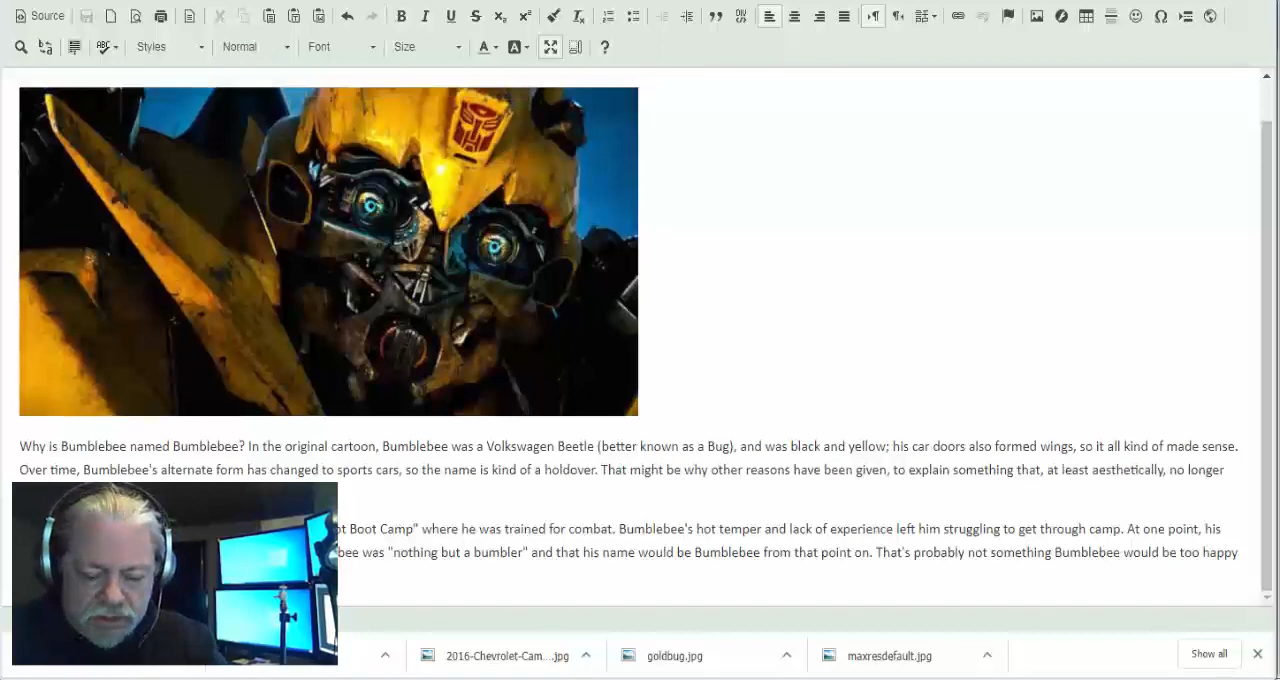 Source
Styles Normal Font Size
Why is Bumblebee named Bumblebee? In the original cartoon, Bumblebee was a Volkswagen Beetle (better known as a Bug), and was black and yellow; his car doors also formed wings, so it all kind of made sense.
Over time, Bumblebee's alternate form has changed to sports cars, so the name is kind of a holdover. That might be why other reasons have been given, to explain something that, at least aesthetically, no longer
ot Boot Camp" where he was trained for combat. Bumblebee's hot temper and lack of experience left him struggling to get through camp. At one point, his
bee was "nothing but a bumbler" and that his name would be Bumblebee from that point on. That's probably not something Bumblebee would be too happy
2016-Chevrolet-Cam....jpg goldbug.jpg maxresdefault.jpg Show all